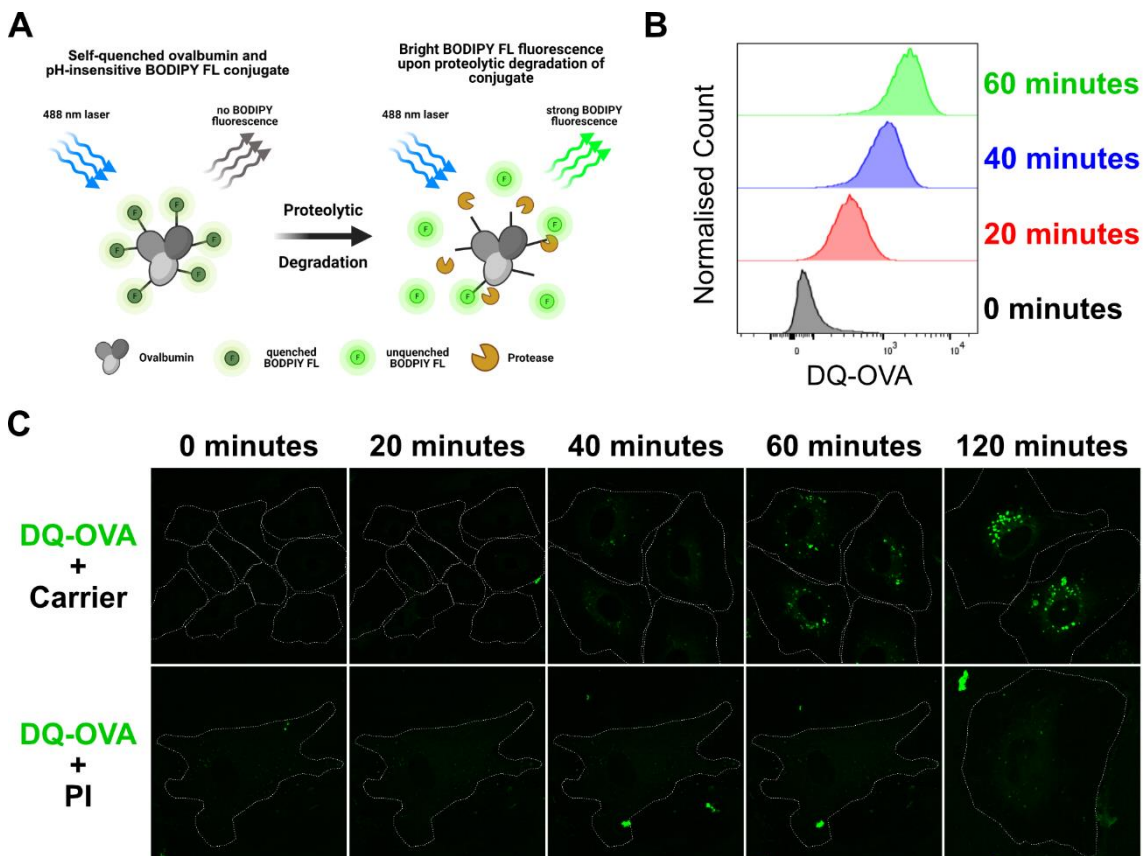 A
Self-quenched ovalbumin and
pH-insensitive BODIPY FL conjugate
Bright BODIPY FL fluorescence
upon proteolytic degradation of
conjugate
488 nm laser
no BODIPY
fluorescence
488 nm laser
strong BODIPY
fluorescence
F
F
F
F
F
F
Proteolytic
Degradation
F
F
F
F
F
F
F
Ovalbumin
F
quenched
BODPIY FL
F
unquenched
BODPIY FL
Protease
B
Normalised Count
60 minutes
40 minutes
20 minutes
0 minutes
0
10³
10⁴
DQ-OVA
C
0 minutes
20 minutes
40 minutes
60 minutes
120 minutes
DQ-OVA
+
Carrier
DQ-OVA
+
PI